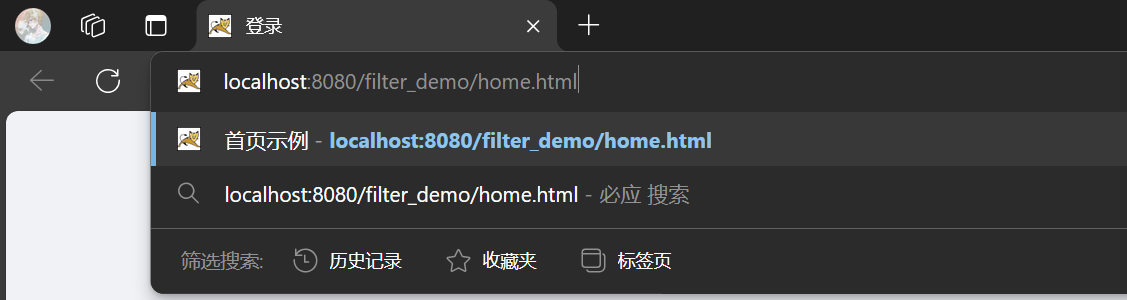 登录
localhost:8080/filter_demo/home.html
首页示例 - localhost:8080/filter_demo/home.html
localhost:8080/filter_demo/home.html - 必应 搜索
筛选搜索: 历史记录 收藏夹 标签页